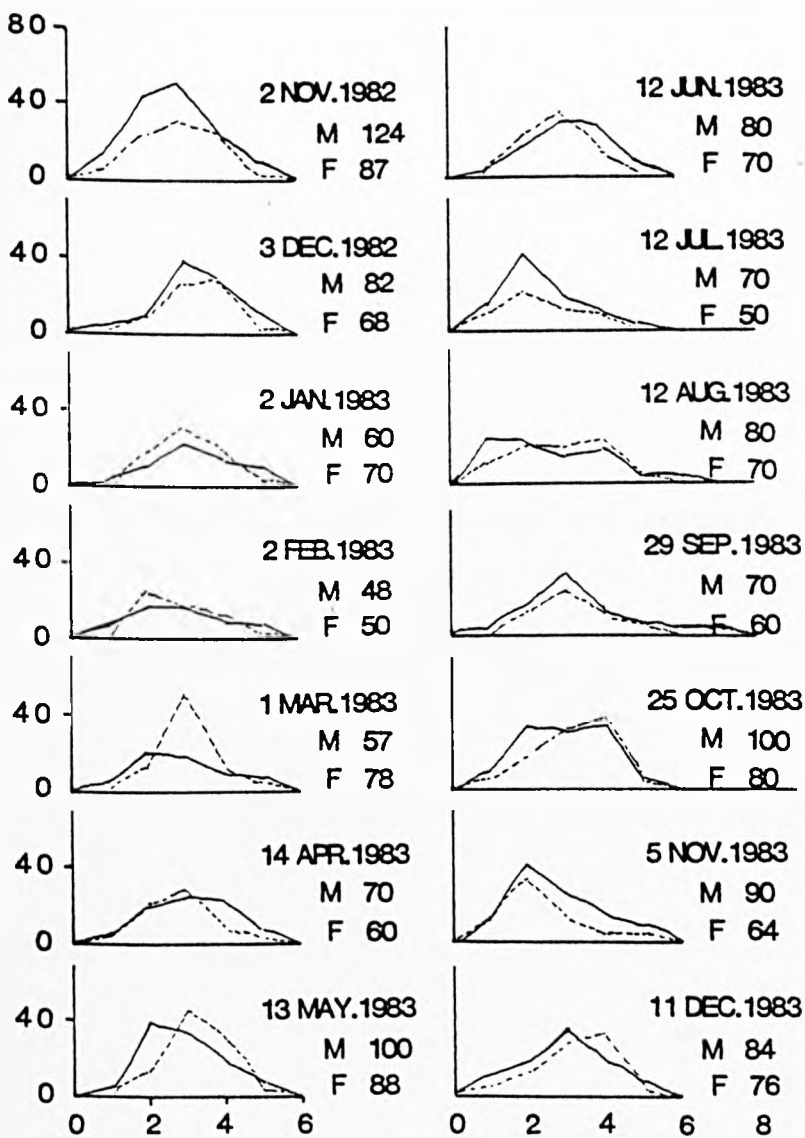 80
40
0
2 NOV.1982
M 124
F 87
12 JUN.1983
M 80
F 70
40
0
3 DEC.1982
M 82
F 68
12 JUL.1983
M 70
F 50
40
0
2 JAN.1983
M 60
F 70
12 AUG.1983
M 80
F 70
40
0
2 FEB.1983
M 48
F 50
29 SEP.1983
M 70
F 60
40
0
1 MAR.1983
M 57
F 78
25 OCT.1983
M 100
F 80
40
0
14 APR.1983
M 70
F 60
5 NOV.1983
M 90
F 64
40
0
13 MAY.1983
M 100
F 88
11 DEC.1983
M 84
F 76
0 2 4 6
0 2 4 6 8